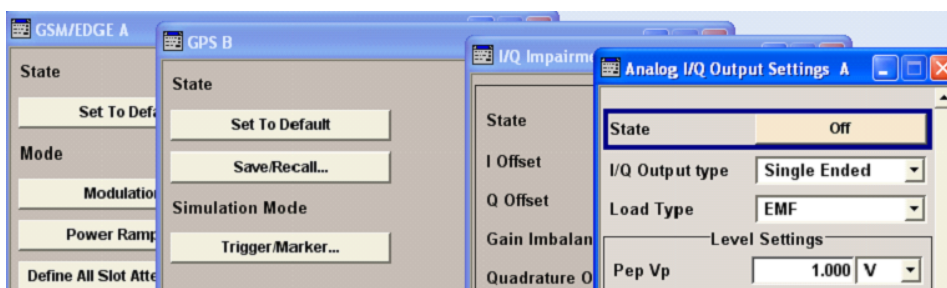 GSM/EDGE A
State
Set To Defa
Mode
Modulation
Power Ramp
Define All Slot Atte
GPS B
State
Set To Default
Save/Recall...
Simulation Mode
Trigger/Marker...
I/Q Impairme
State
I Offset
Q Offset
Gain Imbalan
Quadrature O
Analog I/Q Output Settings A
State Off
I/Q Output type Single Ended
Load Type EMF
Level Settings
Pep Vp 1.000 V